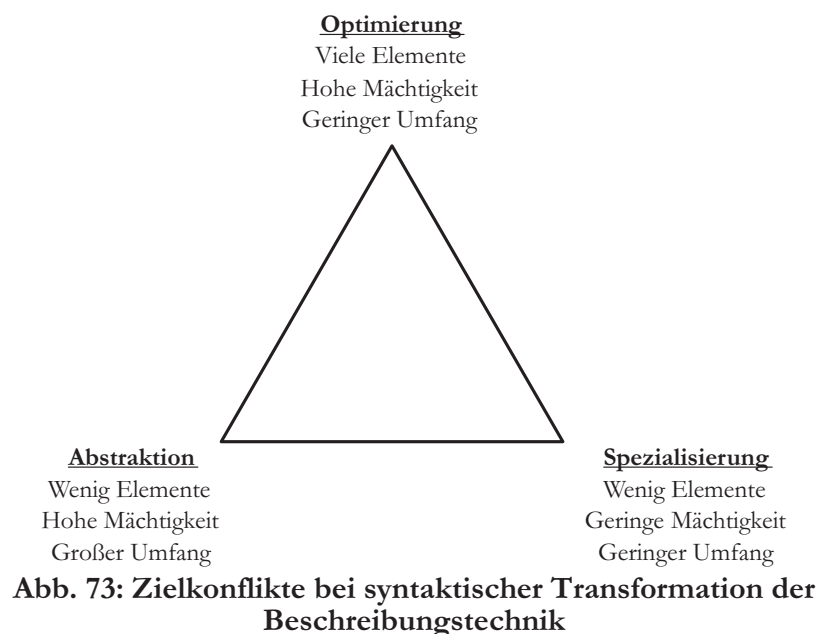 Optimierung
Viele Elemente
Hohe Mächtigkeit
Geringer Umfang
Abstraktion
Wenig Elemente
Hohe Mächtigkeit
Großer Umfang
Spezialisierung
Wenig Elemente
Geringe Mächtigkeit
Geringer Umfang
Abb. 73: Zielkonflikte bei syntaktischer Transformation der
Beschreibungstechnik